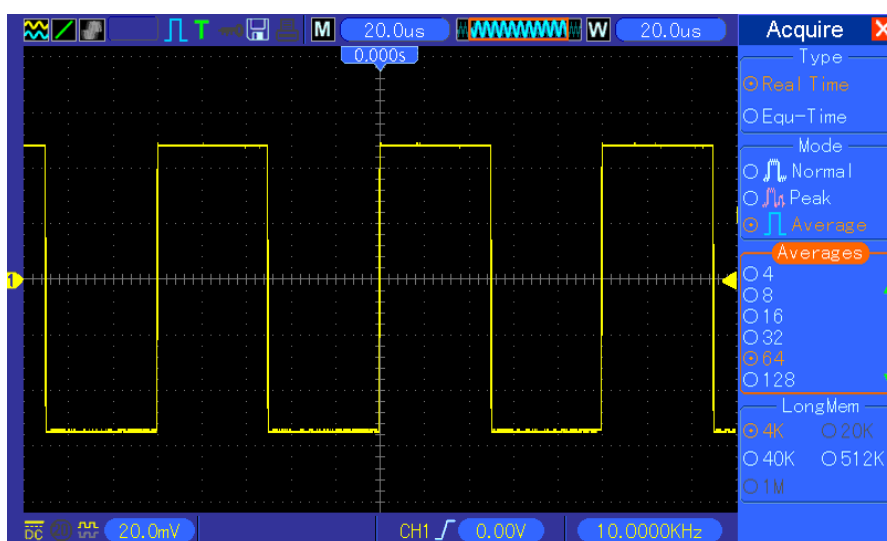 T M 20.0us W 20.0us
0.000s
Acquire X
Type
Real Time
Equ-Time
Mode
Normal
Peak
Average
Averages
4
8
16
32
64
128
LongMem
4K 20K
40K 512K
1M
1
DC 20.0mV CH1 0.00V 10.0000KHz